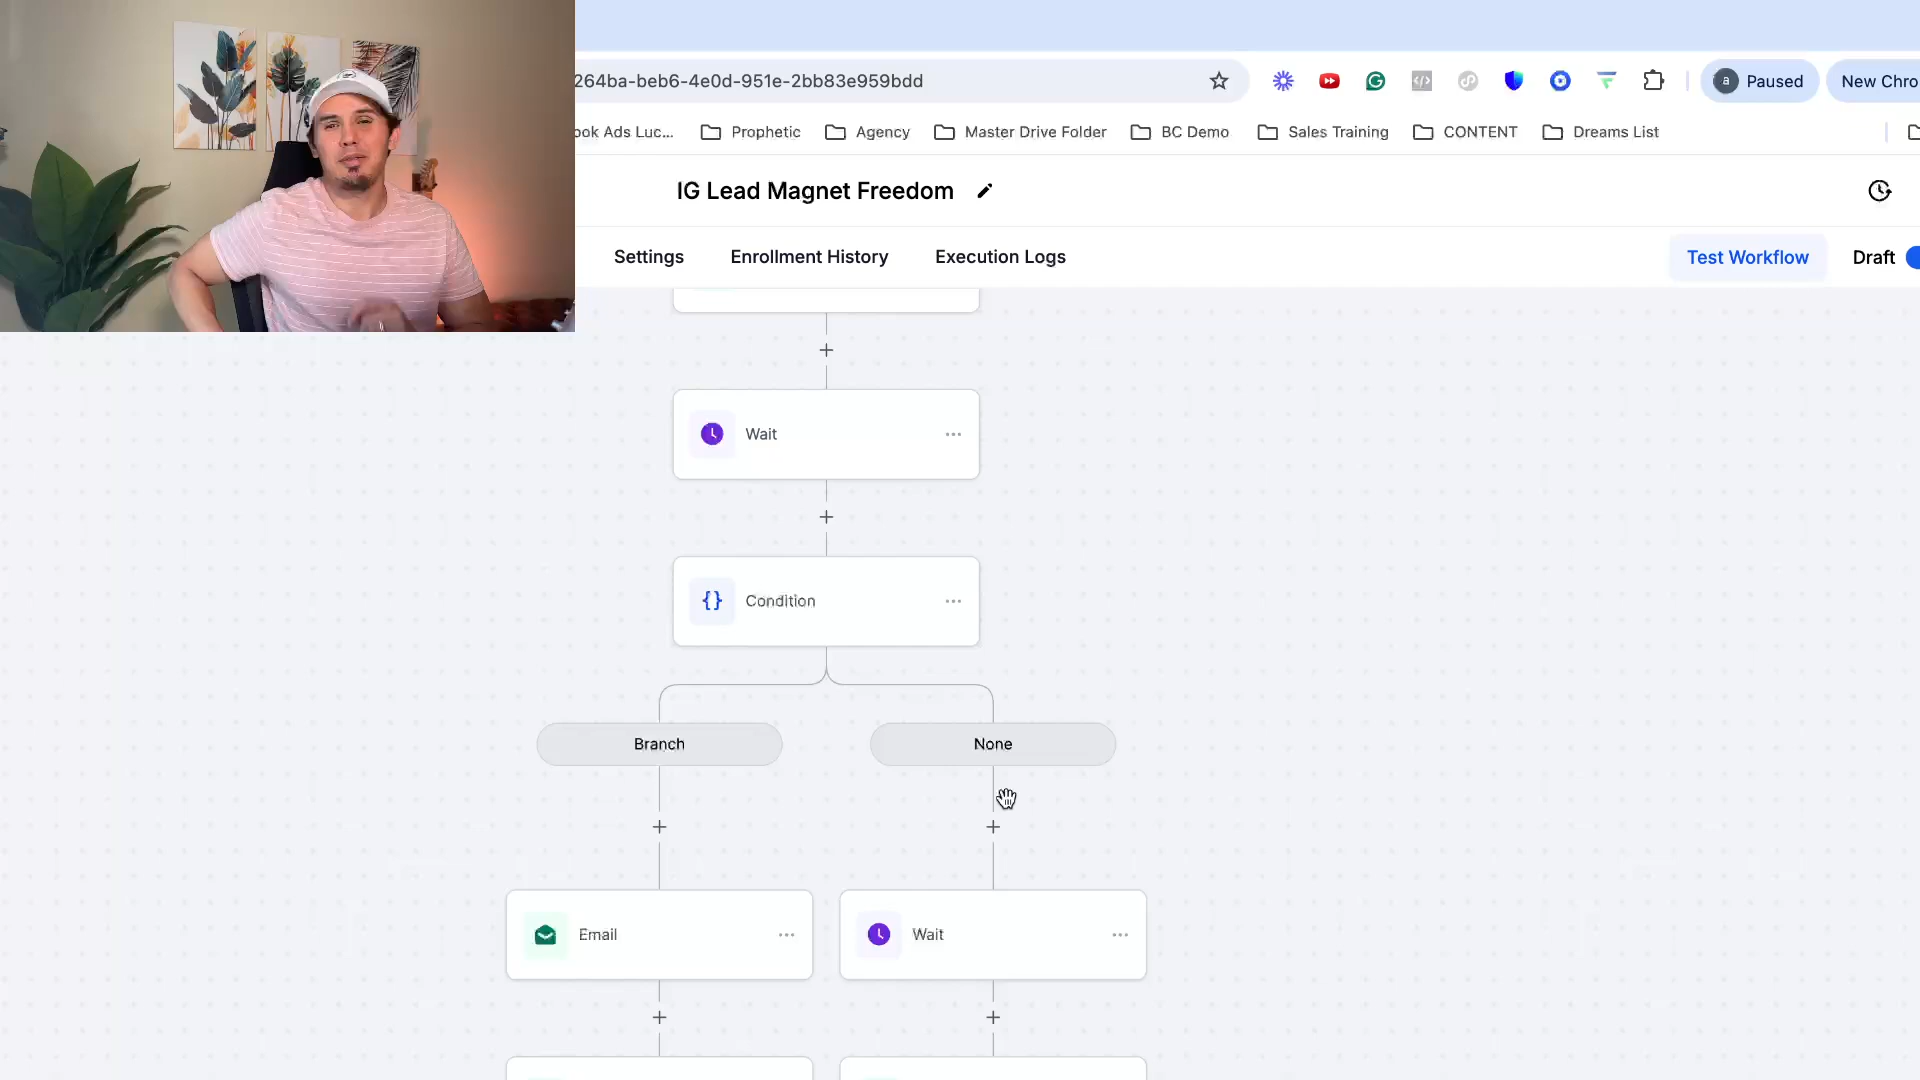 264ba-beb6-4e0d-951e-2bb83e959bdd
a Paused
New Chro
ook Ads Luc...
Prophetic
Agency
Master Drive Folder
BC Demo
Sales Training
CONTENT
Dreams List
IG Lead Magnet Freedom
Settings
Enrollment History
Execution Logs
Test Workflow
Draft
Wait
{} Condition
Branch
None
Email
Wait